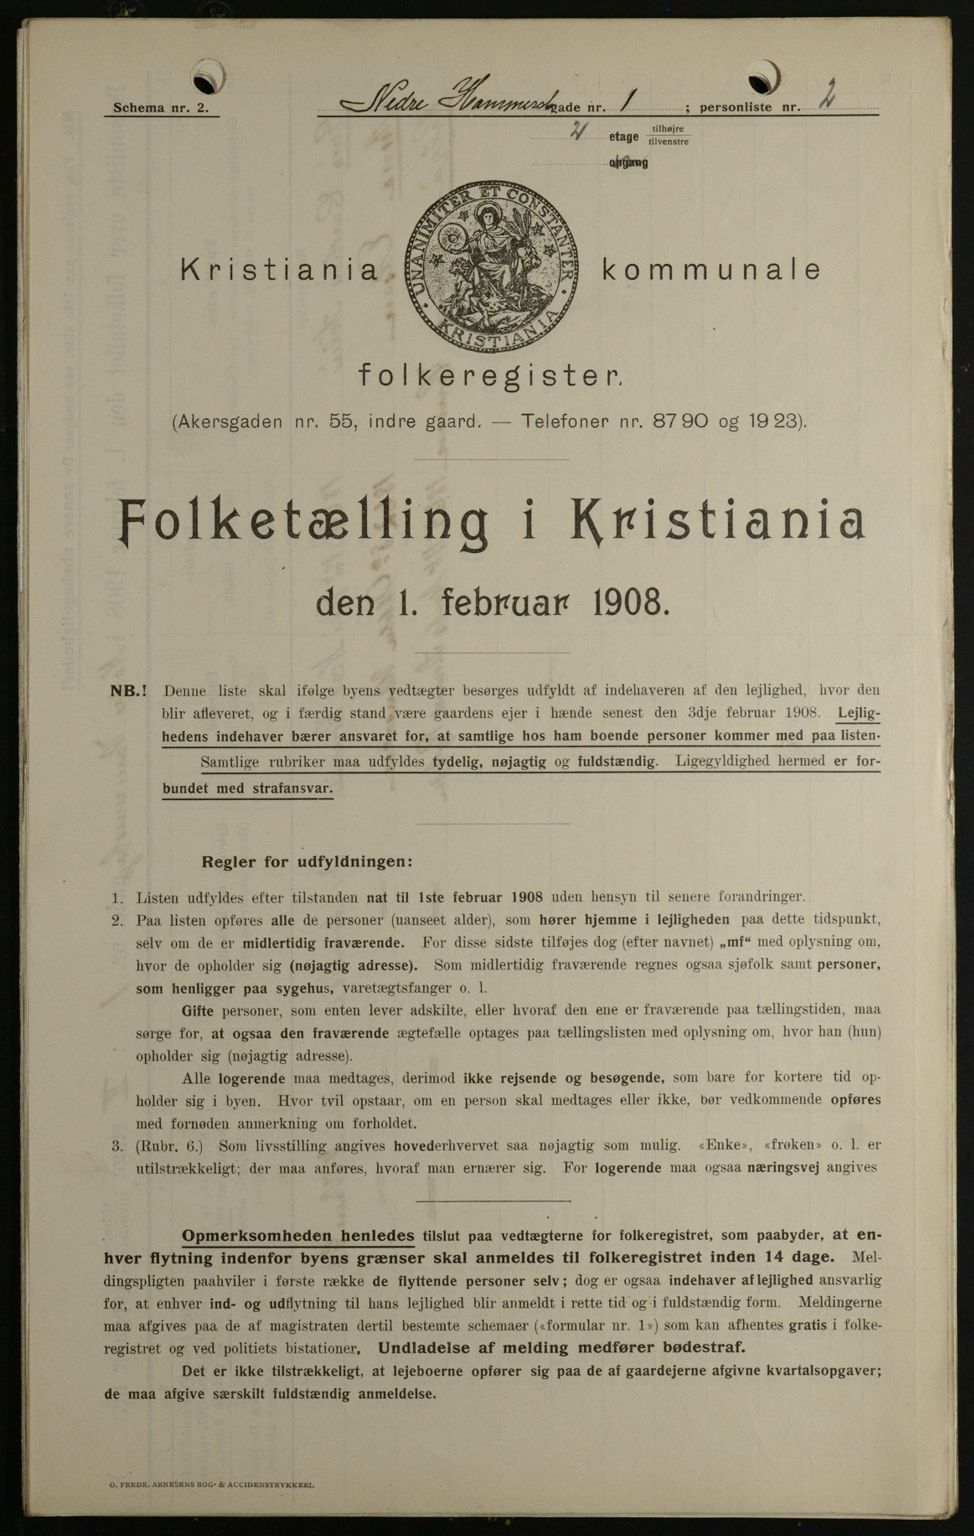 Schema nr. 2.
Nedre Hammersb.gade nr. 1 ; personliste nr. 2
2 etage tilhøjre
tilvenstre
opgang
UNANIMITER ET CONSTANTER
KRISTIANIA
Kristiania kommunale
folkeregister.
(Akersgaden nr. 55, indre gaard. — Telefoner nr. 87 90 og 19 23).
Folketælling i Kristiania
den 1. februar 1908.
NB.! Denne liste skal ifølge byens vedtægter besørges udfyldt af indehaveren af den lejlighed, hvor den
blir afleveret, og i færdig stand være gaardens ejer i hænde senest den 3dje februar 1908. Lejlig-
hedens indehaver bærer ansvaret for, at samtlige hos ham boende personer kommer med paa listen.
Samtlige rubriker maa udfyldes tydelig, nøjagtig og fuldstændig. Ligegyldighed hermed er for-
bundet med strafansvar.
Regler for udfyldningen:
1. Listen udfyldes efter tilstanden nat til 1ste februar 1908 uden hensyn til senere forandringer.
2. Paa listen opføres alle de personer (uanseet alder), som hører hjemme i lejligheden paa dette tidspunkt,
selv om de er midlertidig fraværende. For disse sidste tilføjes dog (efter navnet) „mf“ med oplysning om,
hvor de opholder sig (nøjagtig adresse). Som midlertidig fraværende regnes ogsaa sjøfolk samt personer,
som henligger paa sygehus, varetægtsfanger o. l.
Gifte personer, som enten lever adskilte, eller hvoraf den ene er fraværende paa tællingstiden, maa
sørge for, at ogsaa den fraværende ægtefælle optages paa tællingslisten med oplysning om, hvor han (hun)
opholder sig (nøjagtig adresse).
Alle logerende maa medtages, derimod ikke rejsende og besøgende, som bare for kortere tid op-
holder sig i byen. Hvor tvil opstaar, om en person skal medtages eller ikke, bør vedkommende opføres
med fornøden anmerkning om forholdet.
3. (Rubr. 6.) Som livsstilling angives hovederhvervet saa nøjagtig som mulig. «Enke», «frøken» o. l. er
utilstrækkeligt; der maa anføres, hvoraf man ernærer sig. For logerende maa ogsaa næringsvej angives
Opmerksomheden henledes tilslut paa vedtægterne for folkeregistret, som paabyder, at en-
hver flytning indenfor byens grænser skal anmeldes til folkeregistret inden 14 dage. Mel-
dingspligten paahviler i første række de flyttende personer selv; dog er ogsaa indehaver af lejlighed ansvarlig
for, at enhver ind- og udflytning til hans lejlighed blir anmeldt i rette tid og i fuldstændig form. Meldingerne
maa afgives paa de af magistraten dertil bestemte schemaer («formular nr. 1») som kan afhentes gratis i folke-
registret og ved politiets bistationer. Undladelse af melding medfører bødestraf.
Det er ikke tilstrækkeligt, at lejeboerne opfører sig paa de af gaardejerne afgivne kvartalsopgaver;
de maa afgive særskilt fuldstændig anmeldelse.
O. FREDR. ARNESENS BOG- & ACCIDENSTRYKKERI.